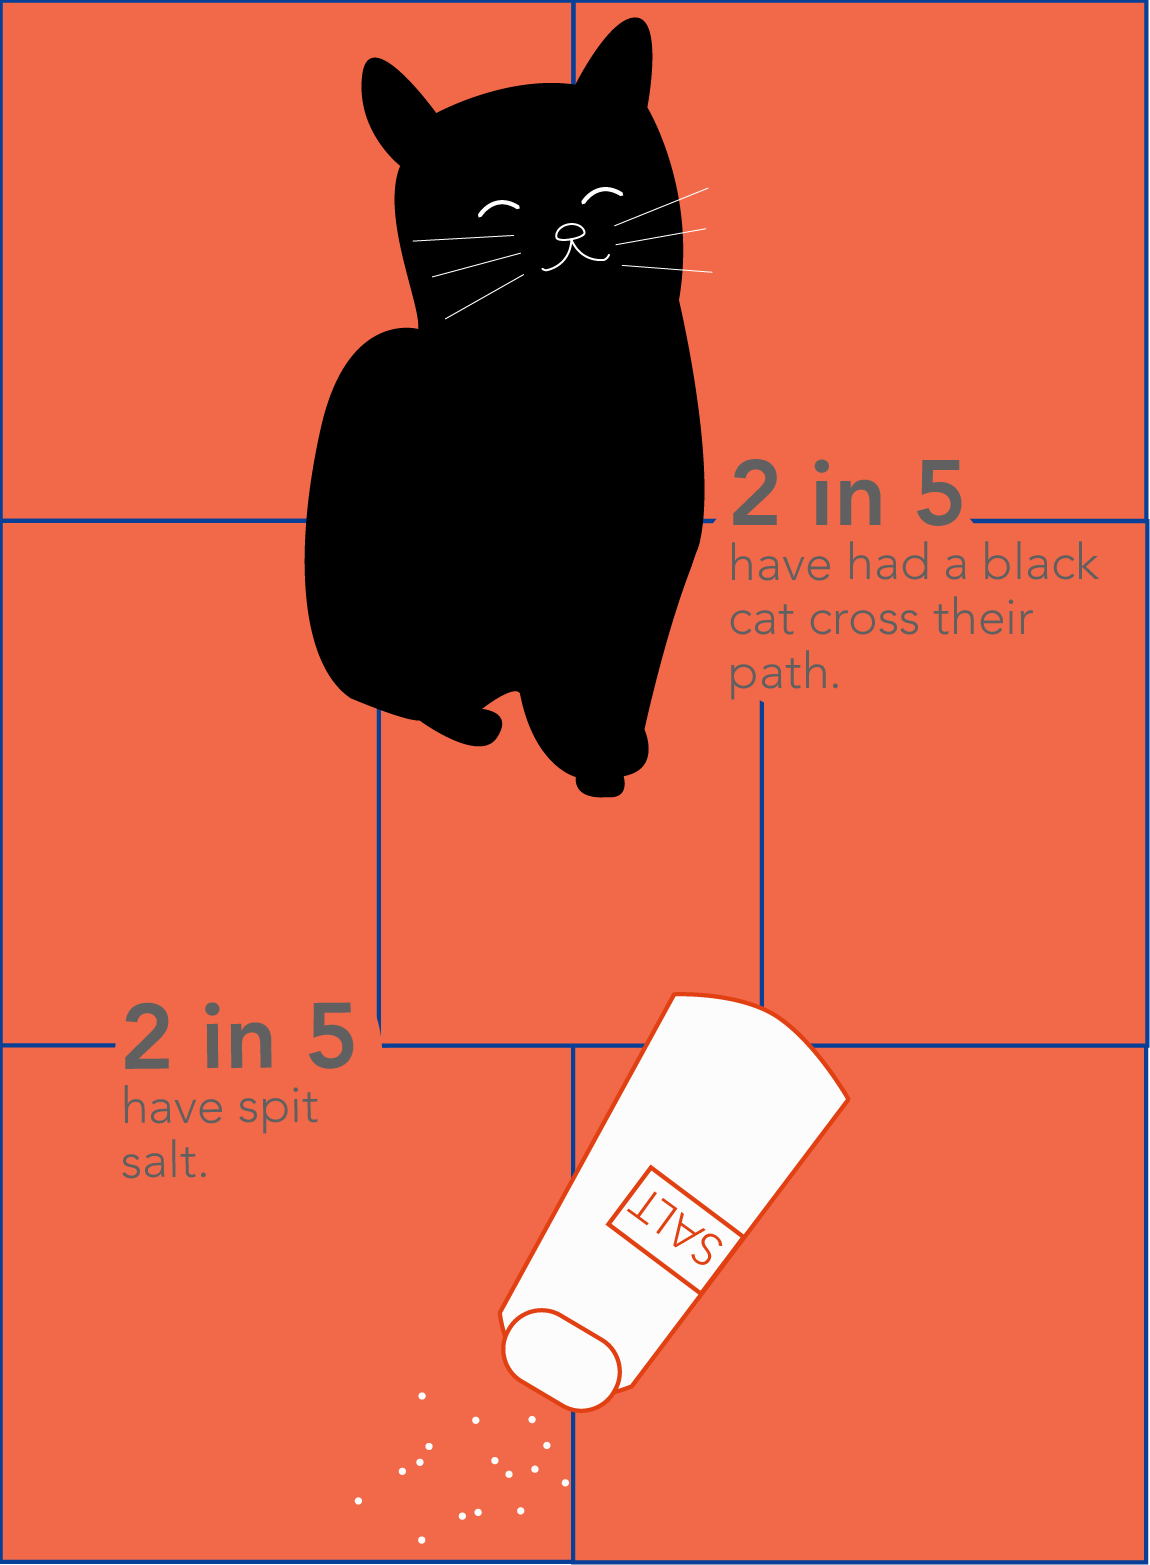 2 in 5
have had a black
cat cross their
path.
2 in 5
have spit
salt.
SALT